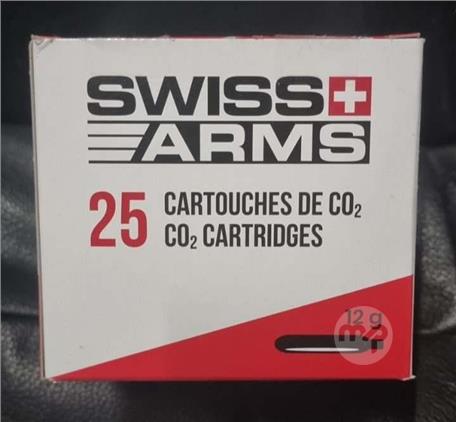 SWISS
ARMS
25 CARTOUCHES DE CO₂
CO₂ CARTRIDGES
12 g